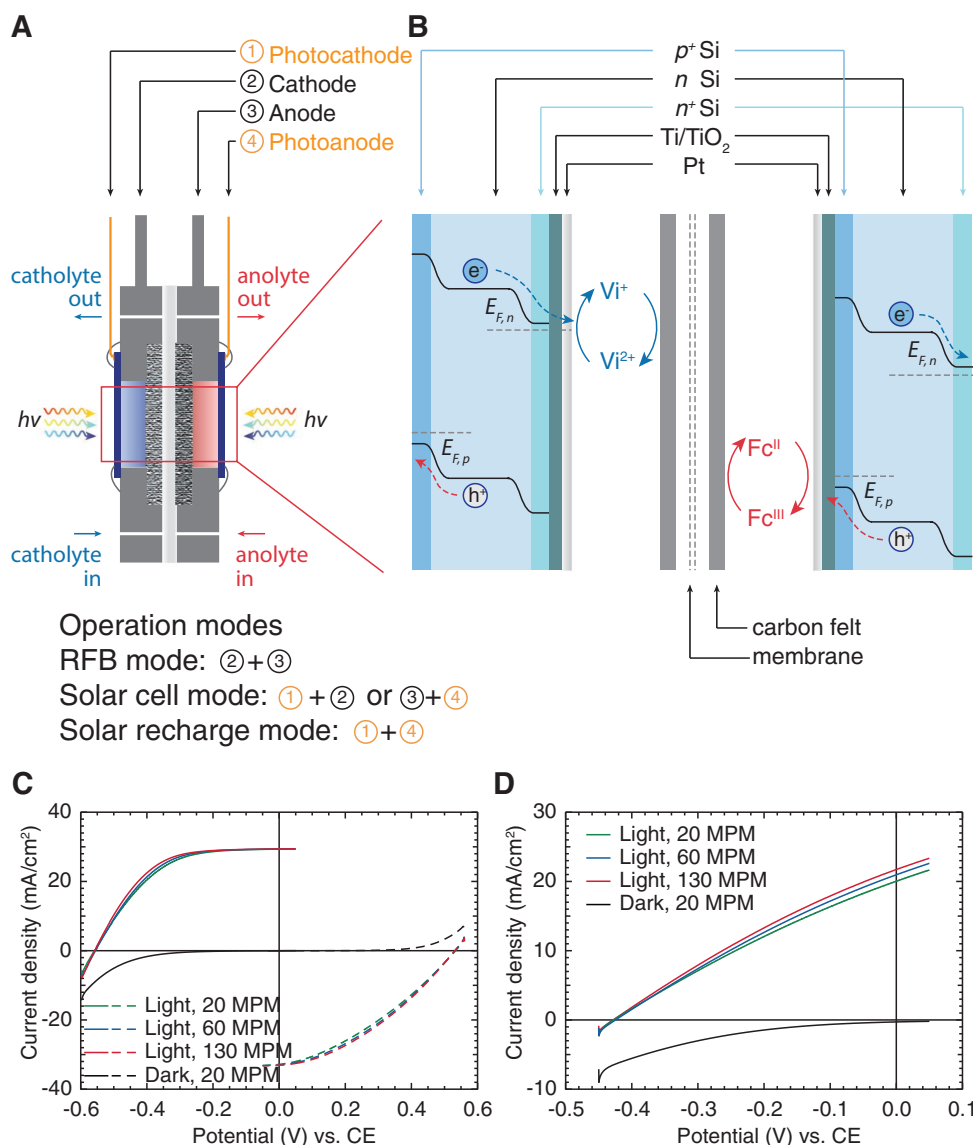 A
① Photocathode
② Cathode
③ Anode
④ Photoanode
catholyte
out
anolyte
out
hv
hv
catholyte
in
anolyte
in
Operation modes
RFB mode: ②+③
Solar cell mode: ①+② or ③+④
Solar recharge mode: ①+④
B
p⁺ Si
n Si
n⁺ Si
Ti/TiO₂
Pt
e⁻
E_F,n
Vi⁺
Vi²⁺
E_F,p
h⁺
Fc^II
Fc^III
e⁻
E_F,n
E_F,p
h⁺
carbon felt
membrane
C
40
20
0
-20
-40
Current density (mA/cm²)
Light, 20 MPM
Light, 60 MPM
Light, 130 MPM
Dark, 20 MPM
-0.6 -0.4 -0.2 0.0 0.2 0.4 0.6
Potential (V) vs. CE
D
30
20
10
0
-10
Current density (mA/cm²)
Light, 20 MPM
Light, 60 MPM
Light, 130 MPM
Dark, 20 MPM
-0.5 -0.4 -0.3 -0.2 -0.1 0.0 0.1
Potential (V) vs. CE